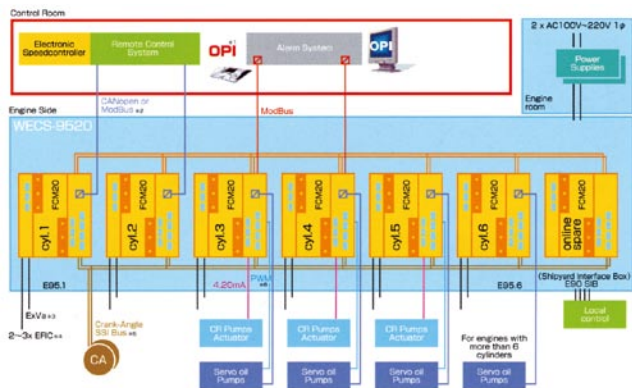 Control Room
Electronic
Speedcontroller
Remote Control
System
OPI
Alarm System
OPI
2 x AC100V~220V 1φ
Power
Supplies
Engine
room
CANopen or
ModBus
ModBus
Engine Side
WECS-9520
cyl.1
FCM20
cyl.2
FCM20
cyl.3
FCM20
cyl.4
FCM20
cyl.5
FCM20
cyl.6
FCM20
online
spare
FCM20
E95.1
4.20mA
PWM
E95.6
(Shipyard Interface Box)
E90 SIB
ExVa
2~3x ERC
Crank-Angle
SSI Bus
CA
CR Pumps
Actuator
CR Pumps
Actuator
CR Pumps
Actuator
For engines with
more than 6
cylinders
Local
control
Servo oil
Pumps
Servo oil
Pumps
Servo oil
Pumps
Servo oil
Pumps